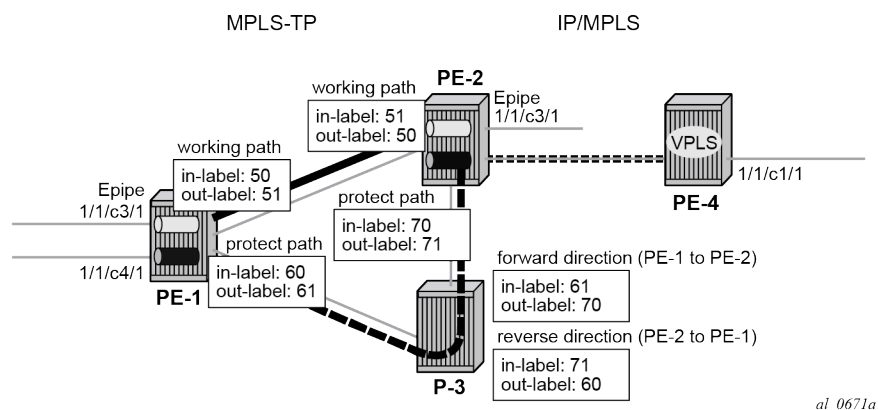 MPLS-TP
IP/MPLS
PE-2
working path
in-label: 51
out-label: 50
Epipe
1/1/c3/1
VPLS
1/1/c1/1
PE-4
working path
in-label: 50
out-label: 51
Epipe
1/1/c3/1
1/1/c4/1
PE-1
protect path
in-label: 60
out-label: 61
protect path
in-label: 70
out-label: 71
forward direction (PE-1 to PE-2)
in-label: 61
out-label: 70
reverse direction (PE-2 to PE-1)
in-label: 71
out-label: 60
P-3
al_0671a